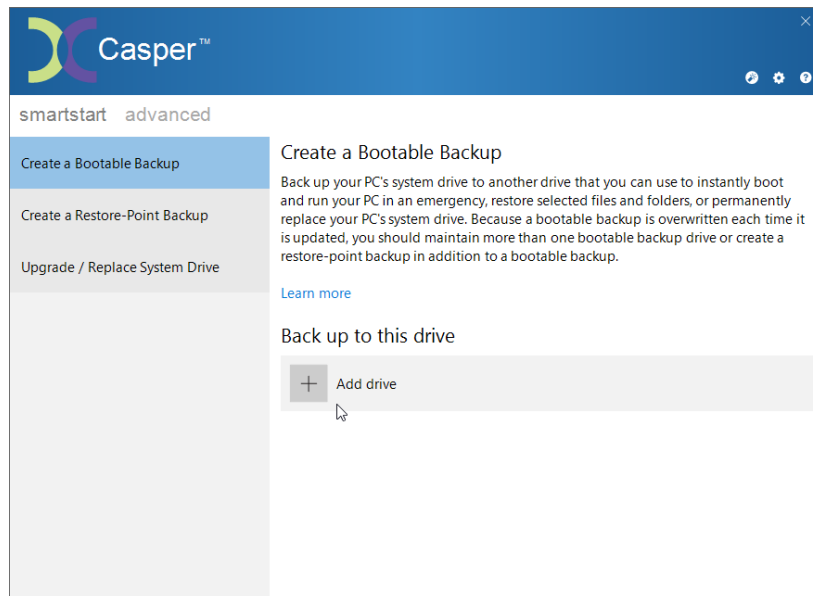 Casper™
smartstart advanced
Create a Bootable Backup
Create a Restore-Point Backup
Upgrade / Replace System Drive
Create a Bootable Backup
Back up your PC's system drive to another drive that you can use to instantly boot
and run your PC in an emergency, restore selected files and folders, or permanently
replace your PC's system drive. Because a bootable backup is overwritten each time it
is updated, you should maintain more than one bootable backup drive or create a
restore-point backup in addition to a bootable backup.
Learn more
Back up to this drive
Add drive